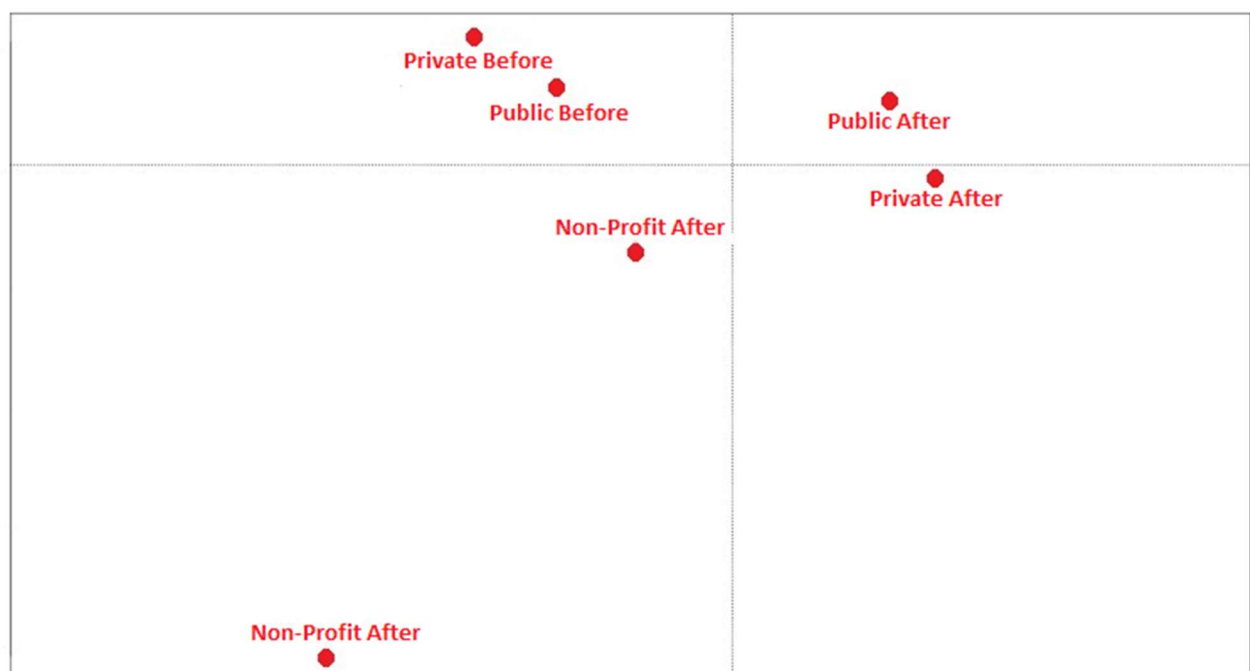 Private Before
Public Before
Public After
Private After
Non-Profit After
Non-Profit After